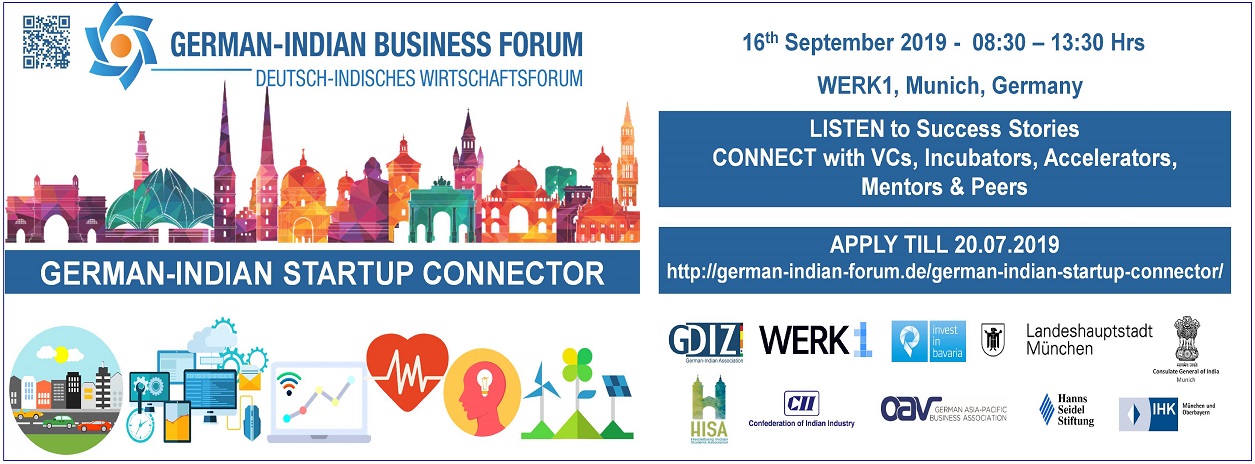 GERMAN-INDIAN BUSINESS FORUM
DEUTSCH-INDISCHES WIRTSCHAFTSFORUM
GERMAN-INDIAN STARTUP CONNECTOR
16th September 2019 - 08:30 – 13:30 Hrs
WERK1, Munich, Germany
LISTEN to Success Stories
CONNECT with VCs, Incubators, Accelerators,
Mentors & Peers
APPLY TILL 20.07.2019
http://german-indian-forum.de/german-indian-startup-connector/
GDIZ
German-Indian Association
WERK1
invest
in
bavaria
Landeshauptstadt
München
Consulate General of India
Munich
HISA
CII
Confederation of Indian Industry
OAV
GERMAN ASIA-PACIFIC
BUSINESS ASSOCIATION
Hanns
Seidel
Stiftung
IHK
München und
Oberbayern